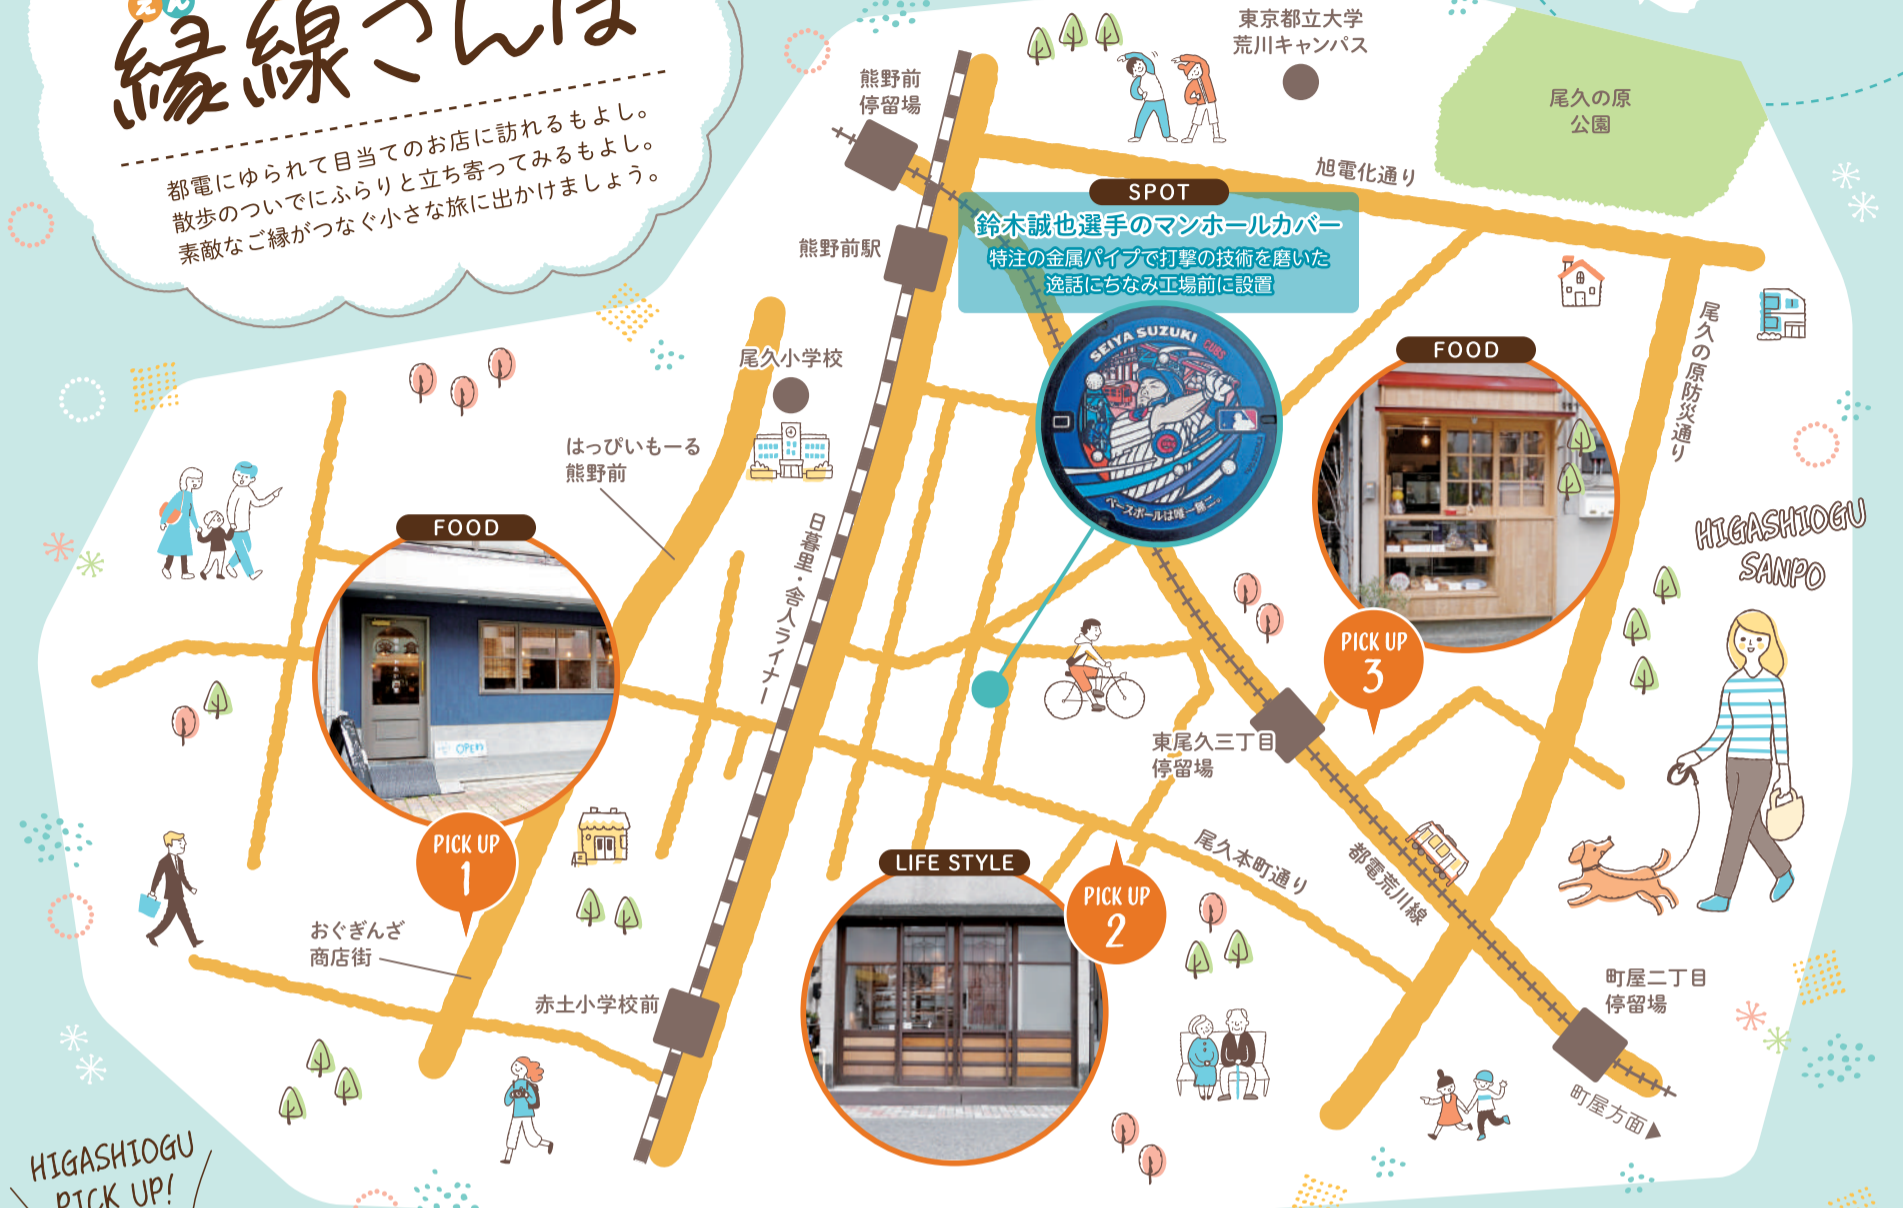 えん
縁線さんぽ
都電にゆられて目当てのお店に訪れるもよし。
散歩のついでにふらりと立ち寄ってみるもよし。
素敵なご縁がつなぐ小さな旅に出かけましょう。
東京都立大学
荒川キャンパス
熊野前
停留場
尾久の原
公園
旭電化通り
SPOT
鈴木誠也選手のマンホールカバー
特注の金属パイプで打撃の技術を磨いた
逸話にちなみ工場前に設置
熊野前駅
SEIYA SUZUKI
CUBS
ベースボールは唯一無二。
尾久小学校
はっぴいもーる
熊野前
日暮里・舎人ライナー
FOOD
尾久の原防災通り
HIGASHIOGU
SANPO
FOOD
OPEN
PICK UP
3
東尾久三丁目
停留場
PICK UP
1
尾久本町通り
都電荒川線
LIFE STYLE
PICK UP
2
おぐぎんざ
商店街
赤土小学校前
町屋二丁目
停留場
町屋方面▶
HIGASHIOGU
PICK UP!